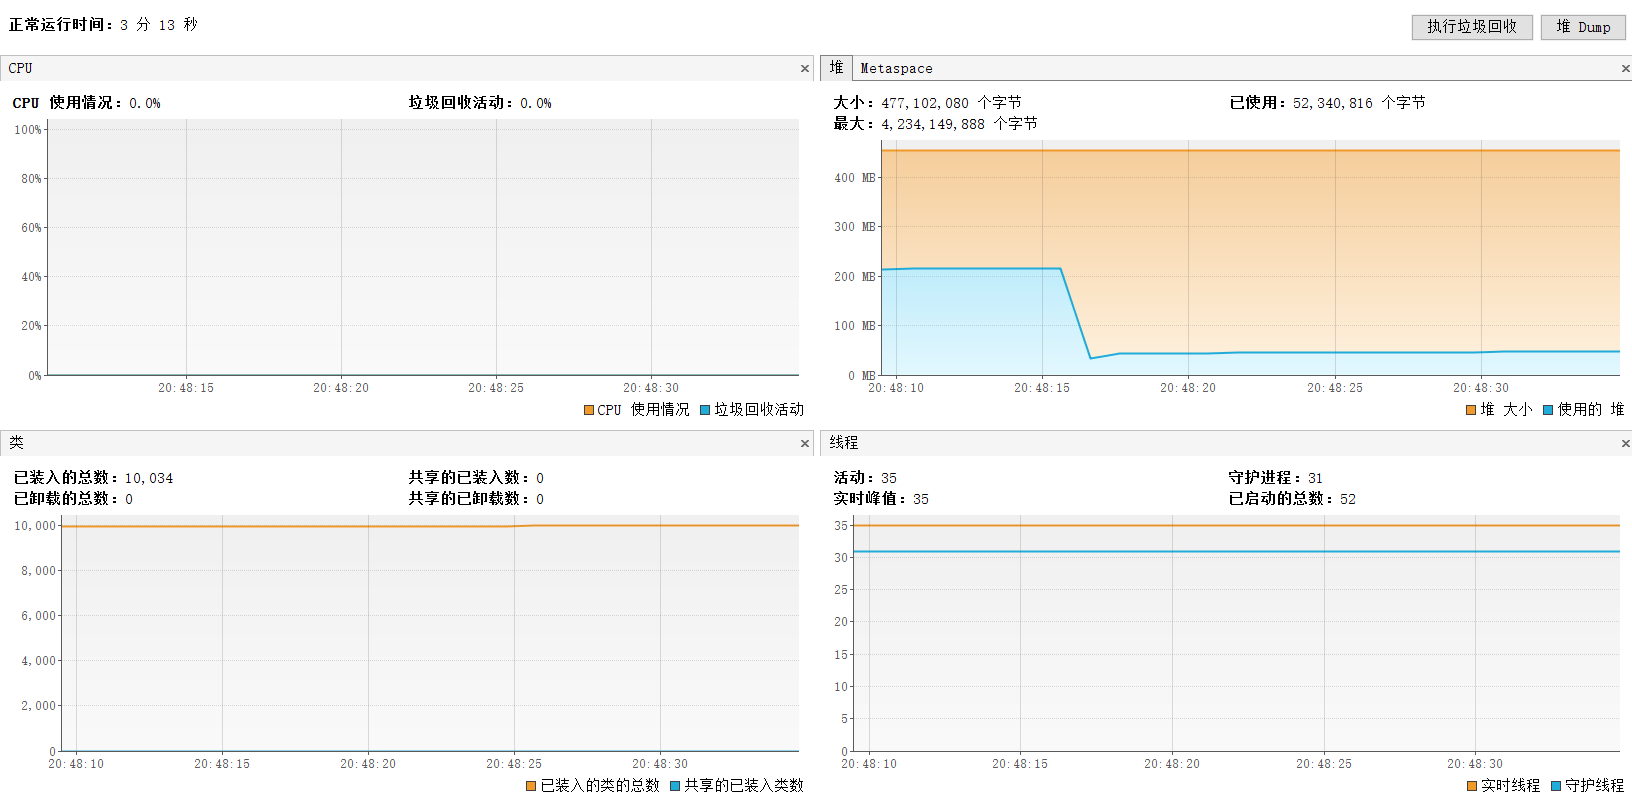 正常运行时间：3 分 13 秒
执行垃圾回收 堆 Dump
CPU ×
CPU 使用情况：0.0% 垃圾回收活动：0.0%
100%
80%
60%
40%
20%
0%
20:48:15 20:48:20 20:48:25 20:48:30
CPU 使用情况 垃圾回收活动
堆 Metaspace ×
大小：477,102,080 个字节 已使用：52,340,816 个字节
最大：4,234,149,888 个字节
400 MB
300 MB
200 MB
100 MB
0 MB
20:48:10 20:48:15 20:48:20 20:48:25 20:48:30
堆 大小 使用的 堆
类 ×
已装入的总数：10,034 共享的已装入数：0
已卸载的总数：0 共享的已卸载数：0
10,000
8,000
6,000
4,000
2,000
0
20:48:10 20:48:15 20:48:20 20:48:25 20:48:30
已装入的类的总数 共享的已装入类数
线程 ×
活动：35 守护进程：31
实时峰值：35 已启动的总数：52
35
30
25
20
15
10
5
0
20:48:10 20:48:15 20:48:20 20:48:25 20:48:30
实时线程 守护线程